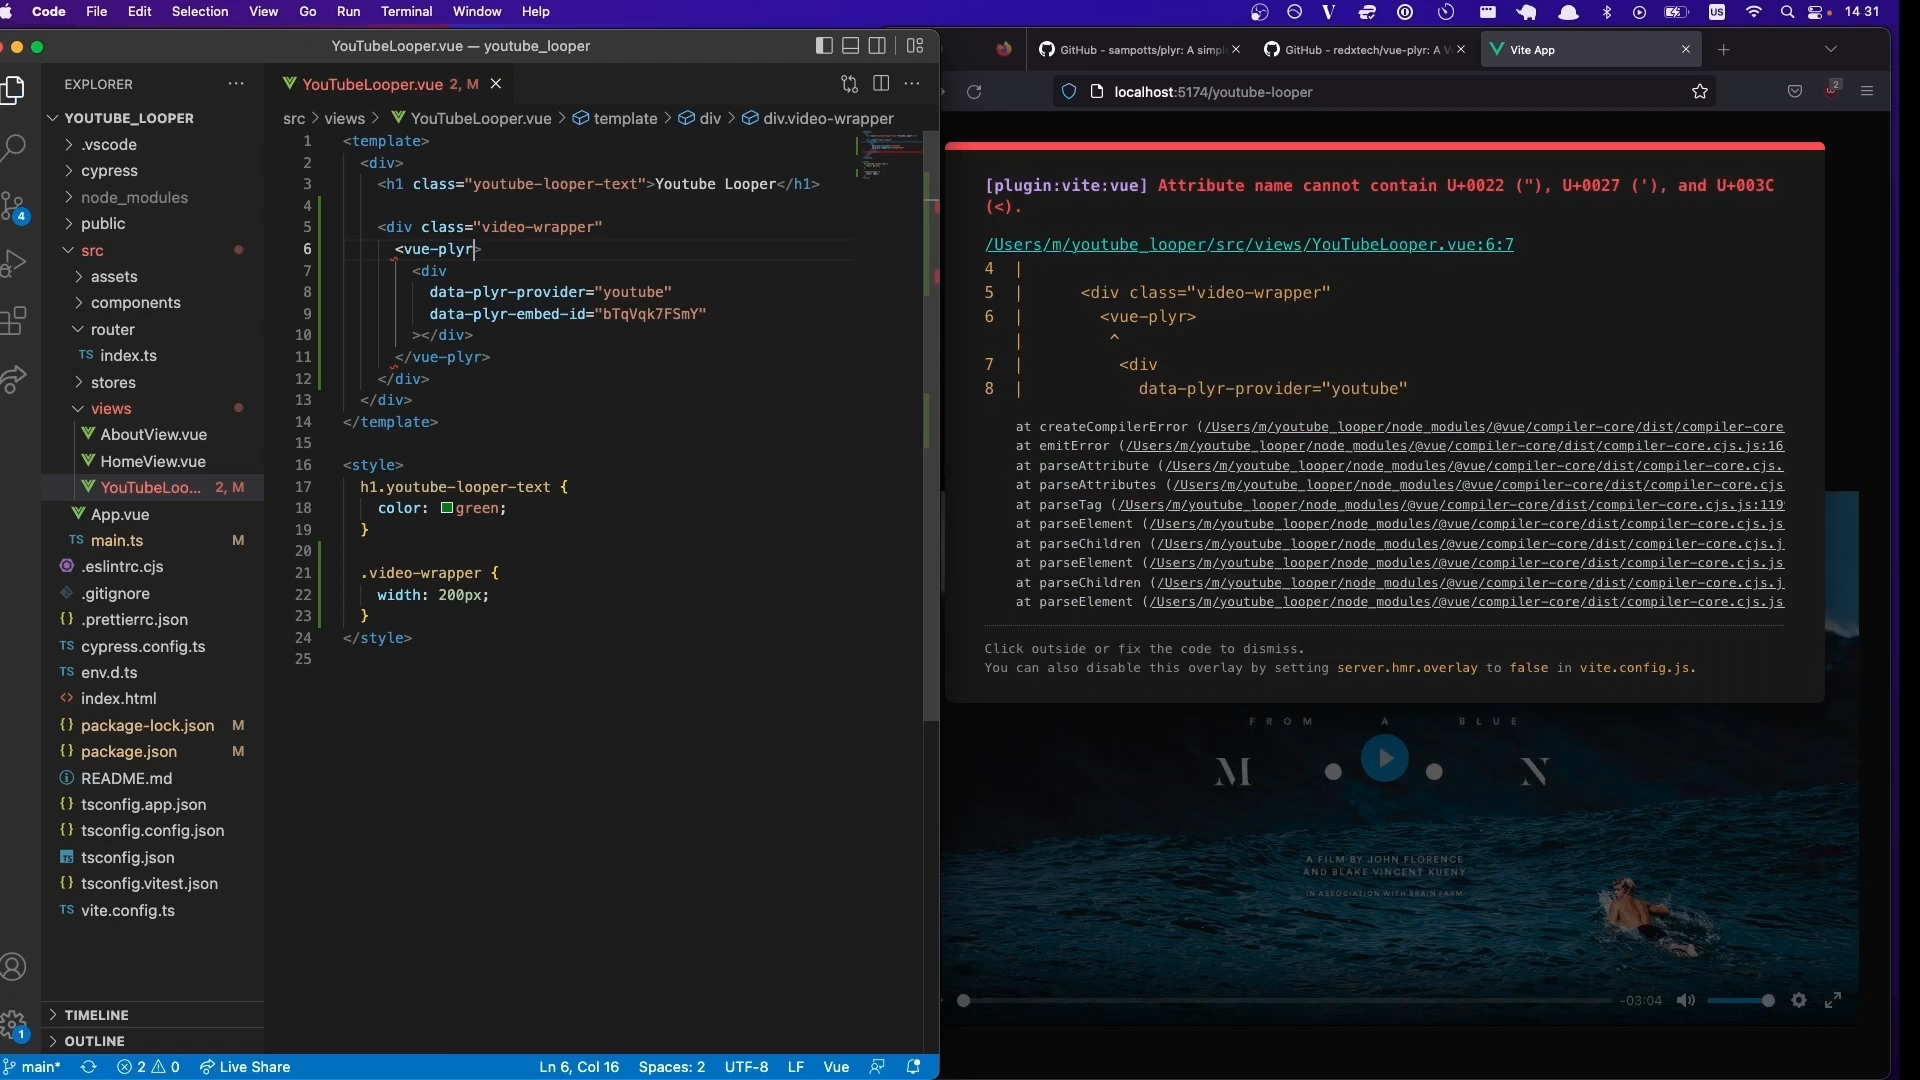 Code File Edit Selection View Go Run Terminal Window Help
US
14 31
YouTubeLooper.vue — youtube_looper
EXPLORER
YouTubeLooper.vue 2, M
src > views > YouTubeLooper.vue > template > div > div.video-wrapper
YOUTUBE_LOOPER
.vscode
cypress
node_modules
public
src
assets
components
router
TS index.ts
stores
views
AboutView.vue
HomeView.vue
YouTubeLoo... 2, M
App.vue
TS main.ts M
.eslintrc.cjs
.gitignore
{} .prettierrc.json
TS cypress.config.ts
TS env.d.ts
<> index.html
{} package-lock.json M
{} package.json M
README.md
{} tsconfig.app.json
{} tsconfig.config.json
TS tsconfig.json
{} tsconfig.vitest.json
TS vite.config.ts
TIMELINE
OUTLINE
4
1
1 <template>
2 <div>
3 <h1 class="youtube-looper-text">Youtube Looper</h1>
4
5 <div class="video-wrapper"
6 <vue-plyr>
7 <div
8 data-plyr-provider="youtube"
9 data-plyr-embed-id="bTqVqk7FSmY"
10 ></div>
11 </vue-plyr>
12 </div>
13 </div>
14 </template>
15
16 <style>
17 h1.youtube-looper-text {
18 color: green;
19 }
20
21 .video-wrapper {
22 width: 200px;
23 }
24 </style>
25
main* 2 0 Live Share Ln 6, Col 16 Spaces: 2 UTF-8 LF Vue
GitHub - sampotts/plyr: A simple
GitHub - redxtech/vue-plyr: A V
Vite App
localhost:5174/youtube-looper
2
[plugin:vite:vue] Attribute name cannot contain U+0022 ("), U+0027 ('), and U+003C
(<).
/Users/m/youtube_looper/src/views/YouTubeLooper.vue:6:7
4 |
5 | <div class="video-wrapper"
6 | <vue-plyr>
| ^
7 | <div
8 | data-plyr-provider="youtube"
at createCompilerError (/Users/m/youtube_looper/node_modules/@vue/compiler-core/dist/compiler-core
at emitError (/Users/m/youtube_looper/node_modules/@vue/compiler-core/dist/compiler-core.cjs.js:16
at parseAttribute (/Users/m/youtube_looper/node_modules/@vue/compiler-core/dist/compiler-core.cjs.
at parseAttributes (/Users/m/youtube_looper/node_modules/@vue/compiler-core/dist/compiler-core.cjs
at parseTag (/Users/m/youtube_looper/node_modules/@vue/compiler-core/dist/compiler-core.cjs.js:119
at parseElement (/Users/m/youtube_looper/node_modules/@vue/compiler-core/dist/compiler-core.cjs.js
at parseChildren (/Users/m/youtube_looper/node_modules/@vue/compiler-core/dist/compiler-core.cjs.j
at parseElement (/Users/m/youtube_looper/node_modules/@vue/compiler-core/dist/compiler-core.cjs.js
at parseChildren (/Users/m/youtube_looper/node_modules/@vue/compiler-core/dist/compiler-core.cjs.j
at parseElement (/Users/m/youtube_looper/node_modules/@vue/compiler-core/dist/compiler-core.cjs.js
Click outside or fix the code to dismiss.
You can also disable this overlay by setting server.hmr.overlay to false in vite.config.js.
FROM A BLUE
M N
A FILM BY JOHN FLORENCE
AND BLAKE VINCENT KUENY
IN ASSOCIATION WITH BRAIN FARM
-03:04